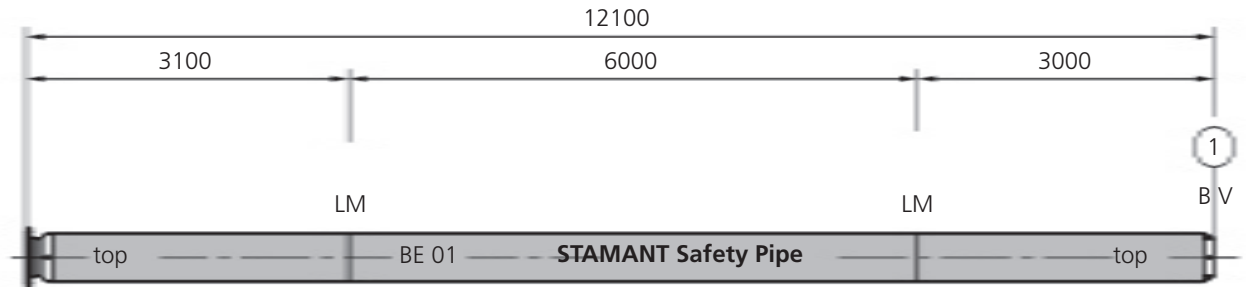 12100
3100 6000 3000
1
LM LM B V
top BE 01 STAMANT Safety Pipe top